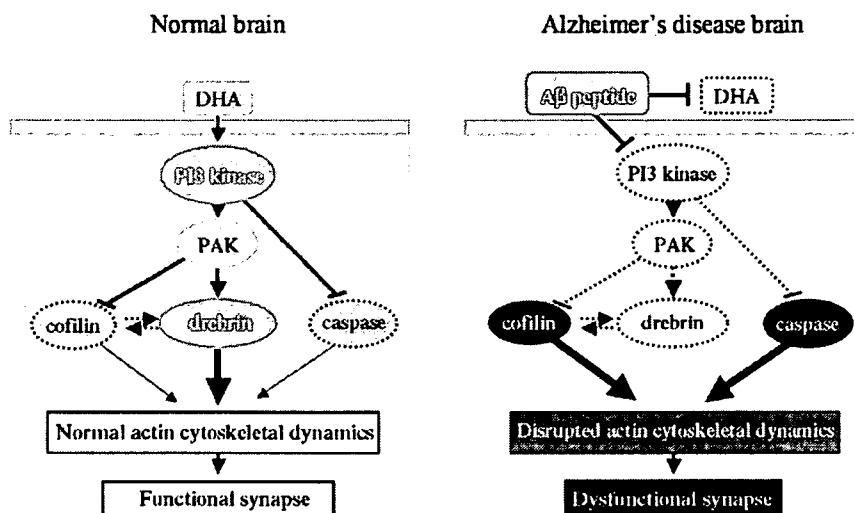 Normal brain
DHA
PI3 kinase
PAK
cofilin
drebrin
caspase
Normal actin cytoskeletal dynamics
Functional synapse
Alzheimer's disease brain
Aβ peptide
DHA
PI3 kinase
PAK
cofilin
drebrin
caspase
Disrupted actin cytoskeletal dynamics
Dysfunctional synapse